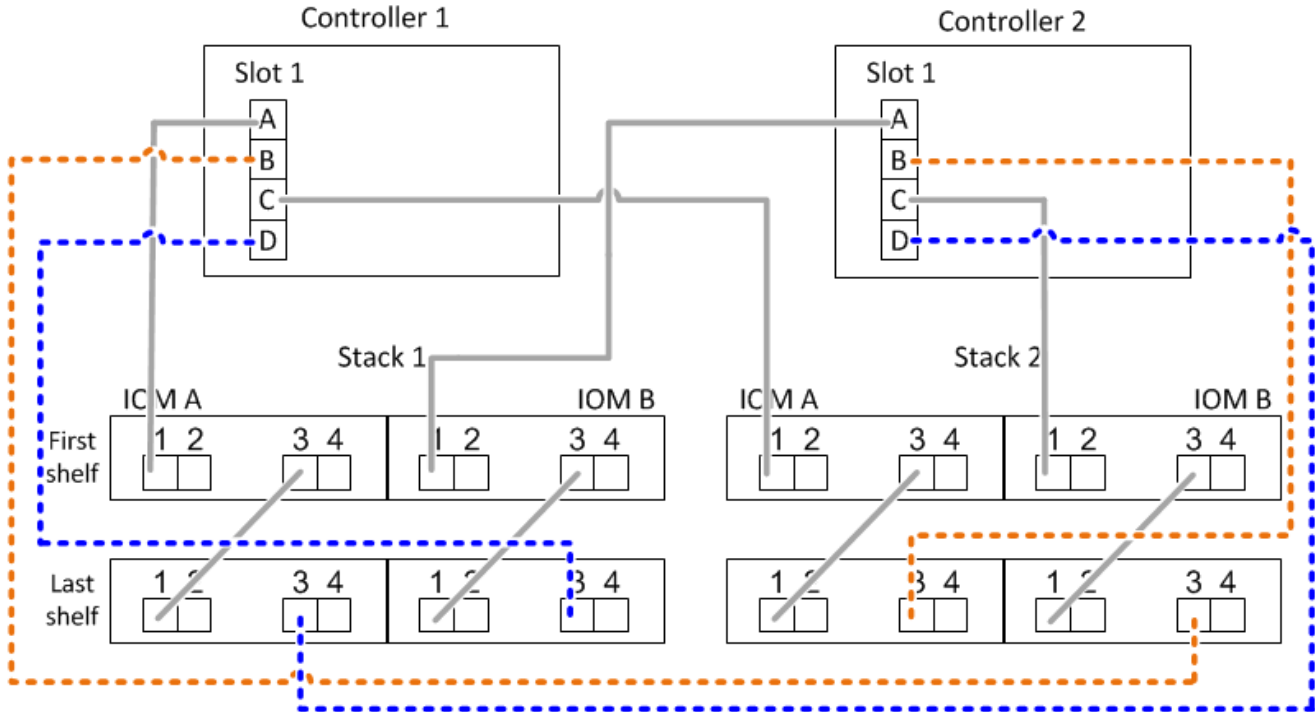 Controller 1
Controller 2
Slot 1
Slot 1
A
A
B
B
C
C
D
D
Stack 1
Stack 2
IOM A
IOM B
IOM A
IOM B
First shelf
1 2
3 4
1 2
3 4
1 2
3 4
1 2
3 4
Last shelf
1 2
3 4
1 2
3 4
1 2
3 4
1 2
3 4